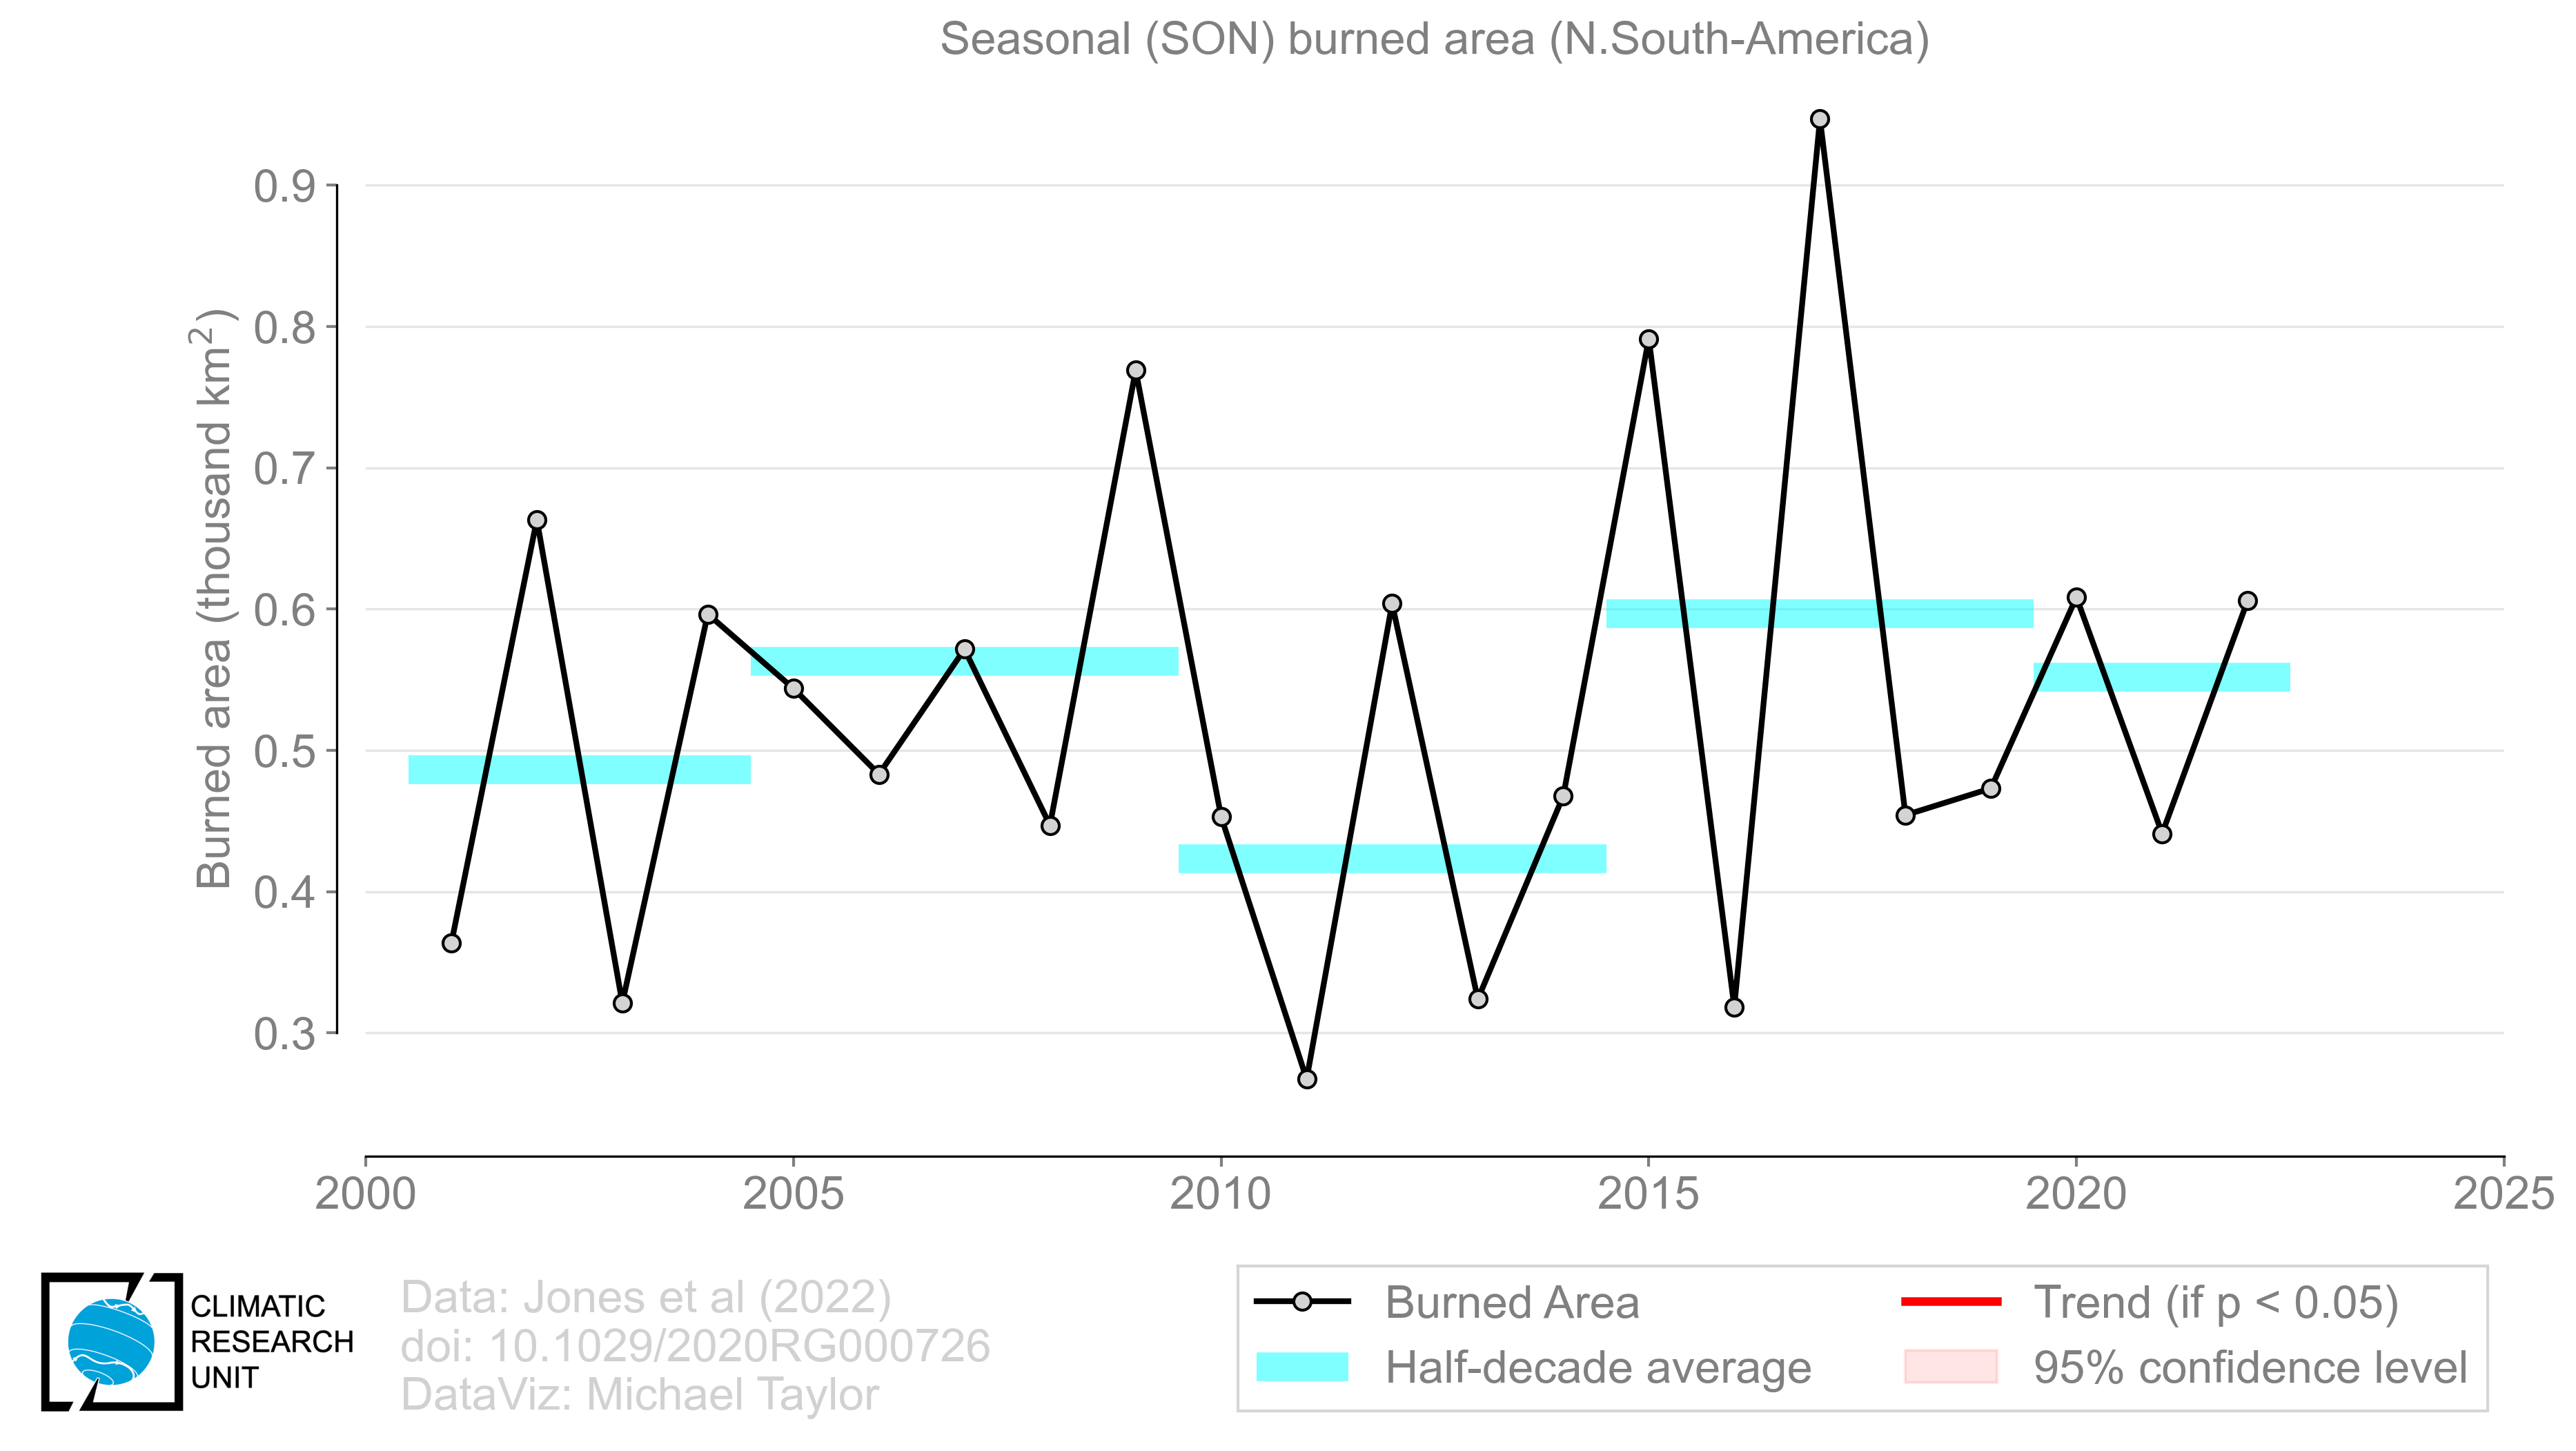 Seasonal (SON) burned area (N.South-America)
Burned area (thousand km²)
0.9
0.8
0.7
0.6
0.5
0.4
0.3
2000 2005 2010 2015 2020 2025
CLIMATIC
RESEARCH
UNIT
Data: Jones et al (2022)
doi: 10.1029/2020RG000726
DataViz: Michael Taylor
Burned Area
Half-decade average
Trend (if p < 0.05)
95% confidence level